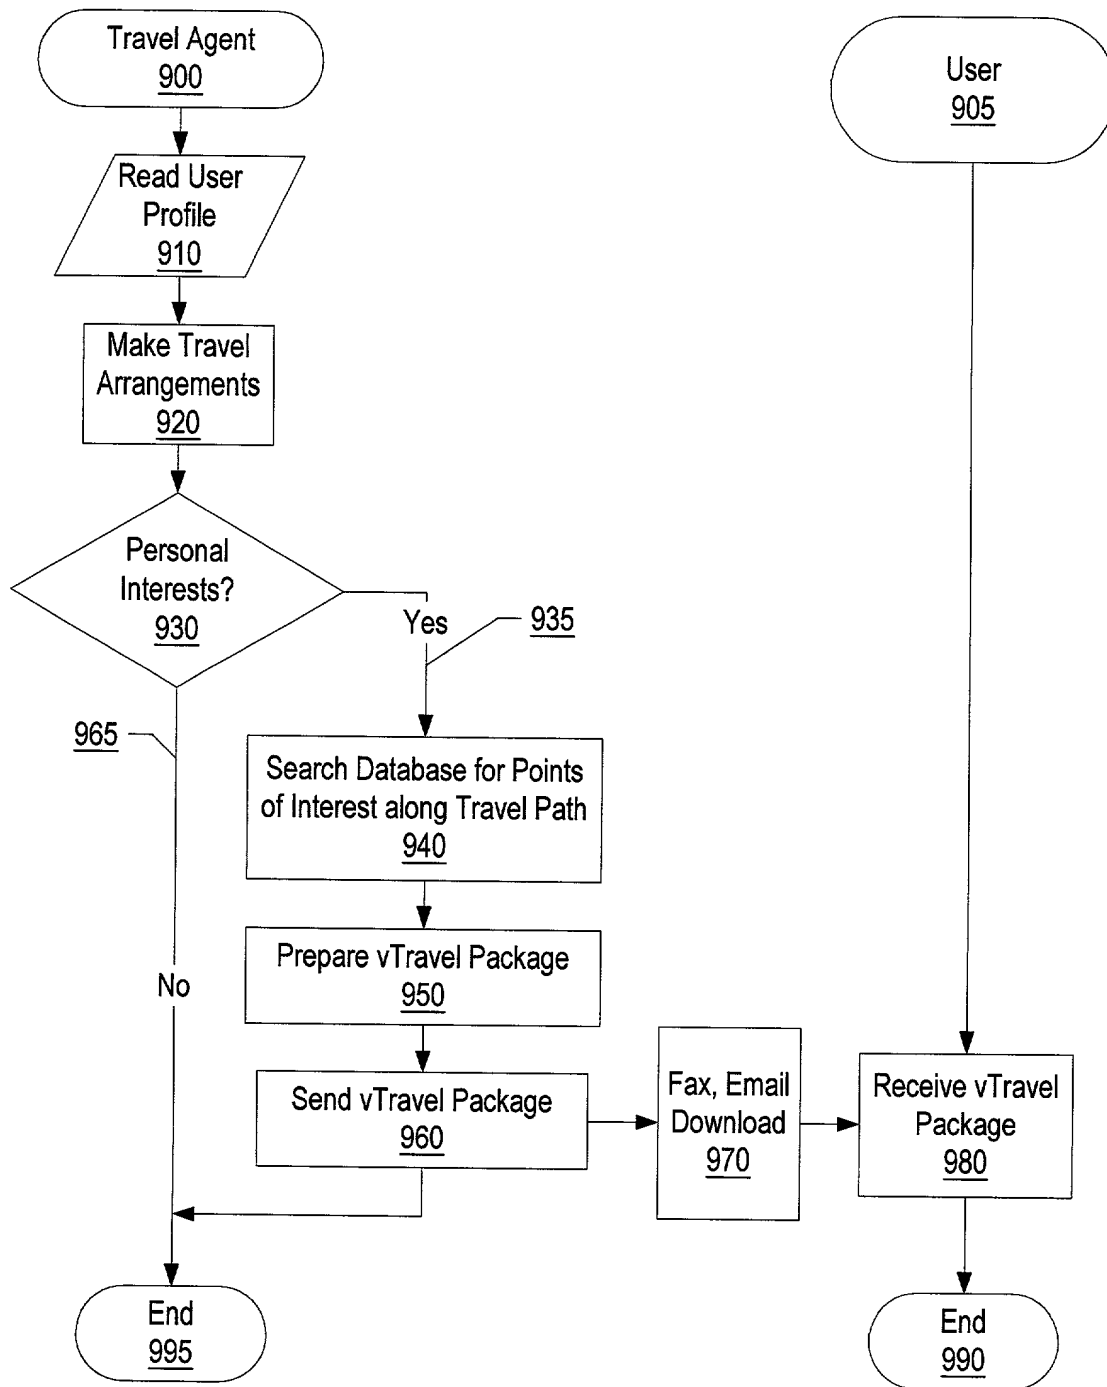 Travel Agent
900
User
905
Read User
Profile
910
Make Travel
Arrangements
920
Personal
Interests?
930
Yes
935
965
Search Database for Points
of Interest along Travel Path
940
Prepare vTravel Package
950
No
Send vTravel Package
960
Fax, Email
Download
970
Receive vTravel
Package
980
End
995
End
990